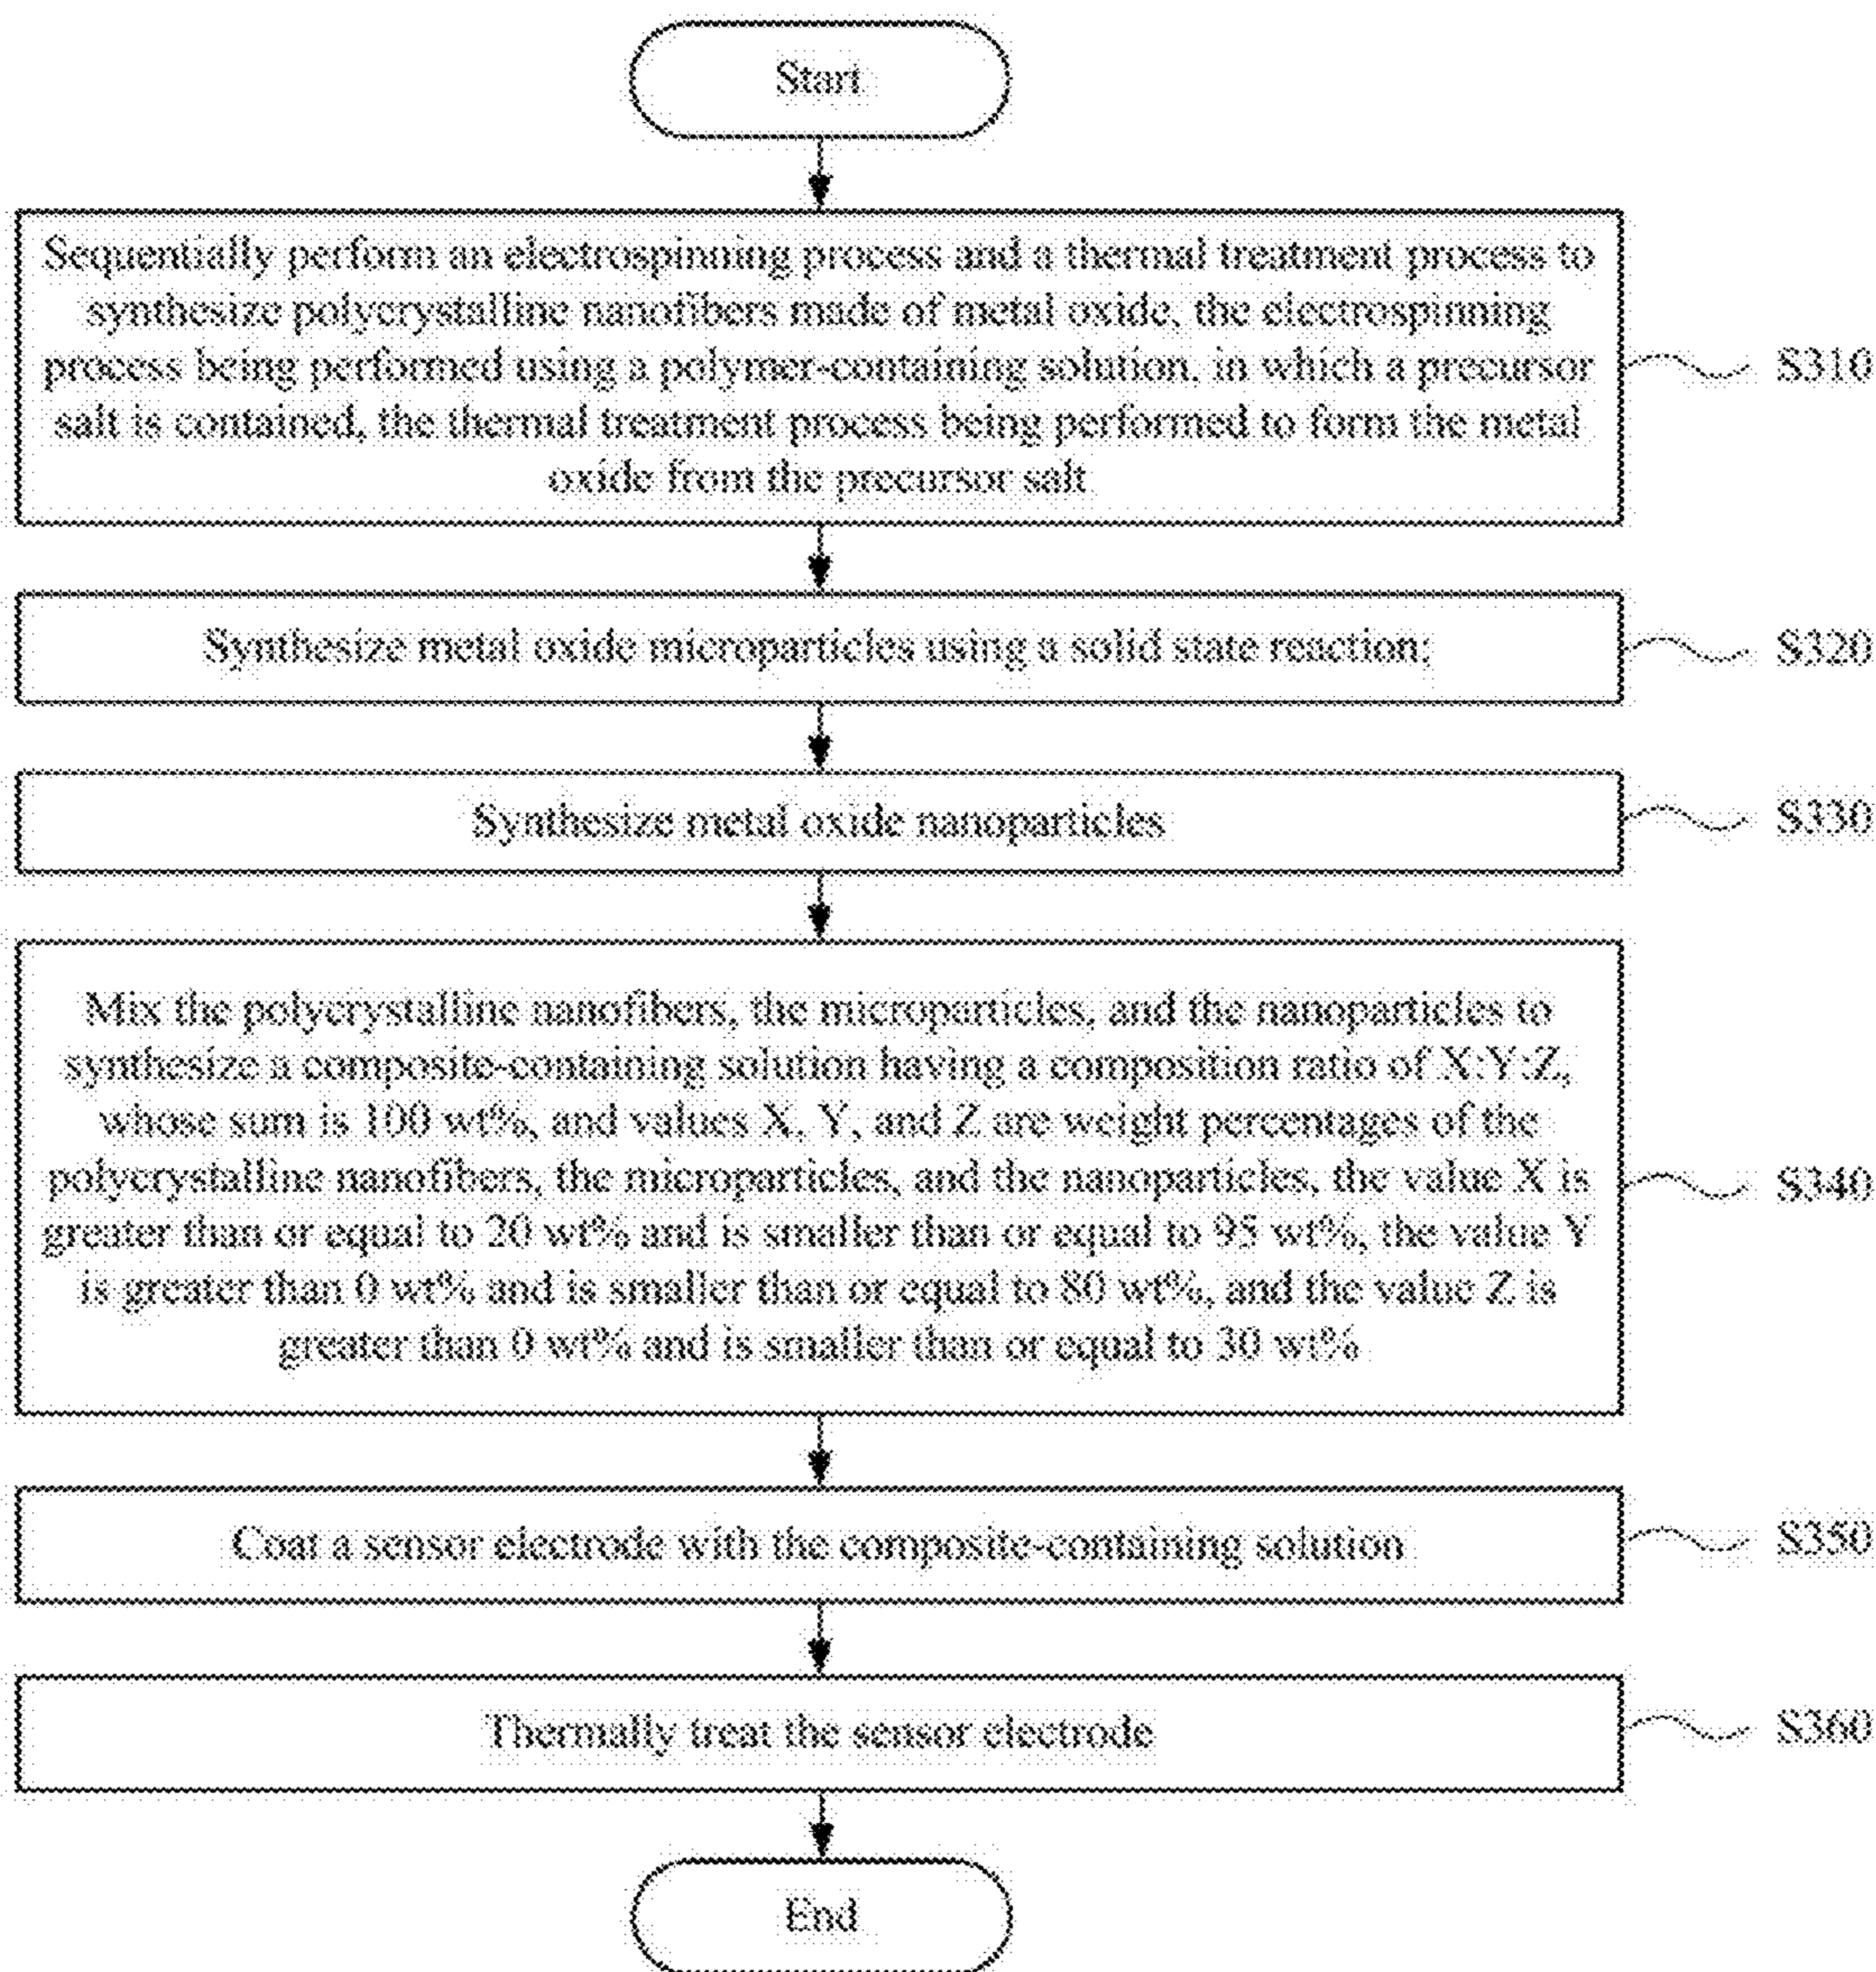 Start
Sequentially perform an electrospinning process and a thermal treatment process to
synthesize polycrystalline nanofibers made of metal oxide, the electrospinning
process being performed using a polymer-containing solution, in which a precursor
salt is contained, the thermal treatment process being performed to form the metal
oxide from the precursor salt
S310
Synthesize metal oxide microparticles using a solid state reaction;
S320
Synthesize metal oxide nanoparticles
S330
Mix the polycrystalline nanofibers, the microparticles, and the nanoparticles to
synthesize a composite-containing solution having a composition ratio of X:Y:Z,
whose sum is 100 wt%, and values X, Y, and Z are weight percentages of the
polycrystalline nanofibers, the microparticles, and the nanoparticles, the value X is
greater than or equal to 20 wt% and is smaller than or equal to 95 wt%, the value Y
is greater than 0 wt% and is smaller than or equal to 80 wt%, and the value Z is
greater than 0 wt% and is smaller than or equal to 30 wt%
S340
Coat a sensor electrode with the composite-containing solution
S350
Thermally treat the sensor electrode
S360
End